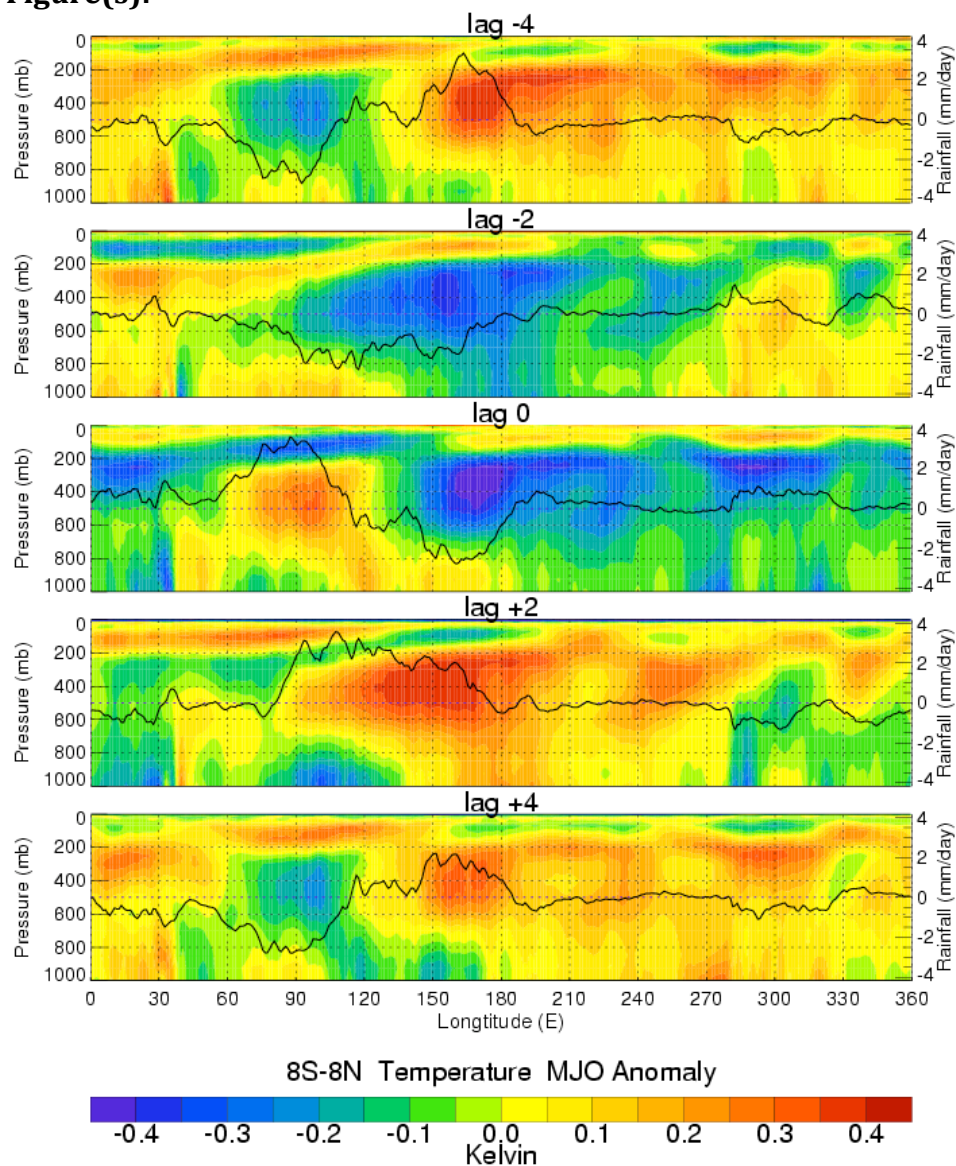 Figure(s):
lag -4
0
200
400
600
800
1000
Pressure (mb)
4
2
0
-2
-4
Rainfall (mm/day)
lag -2
0
200
400
600
800
1000
Pressure (mb)
4
2
0
-2
-4
Rainfall (mm/day)
lag 0
0
200
400
600
800
1000
Pressure (mb)
4
2
0
-2
-4
Rainfall (mm/day)
lag +2
0
200
400
600
800
1000
Pressure (mb)
4
2
0
-2
-4
Rainfall (mm/day)
lag +4
0
200
400
600
800
1000
Pressure (mb)
4
2
0
-2
-4
Rainfall (mm/day)
0 30 60 90 120 150 180 210 240 270 300 330 360
Longtitude (E)
8S-8N Temperature MJO Anomaly
-0.4 -0.3 -0.2 -0.1 0.0 0.1 0.2 0.3 0.4
Kelvin